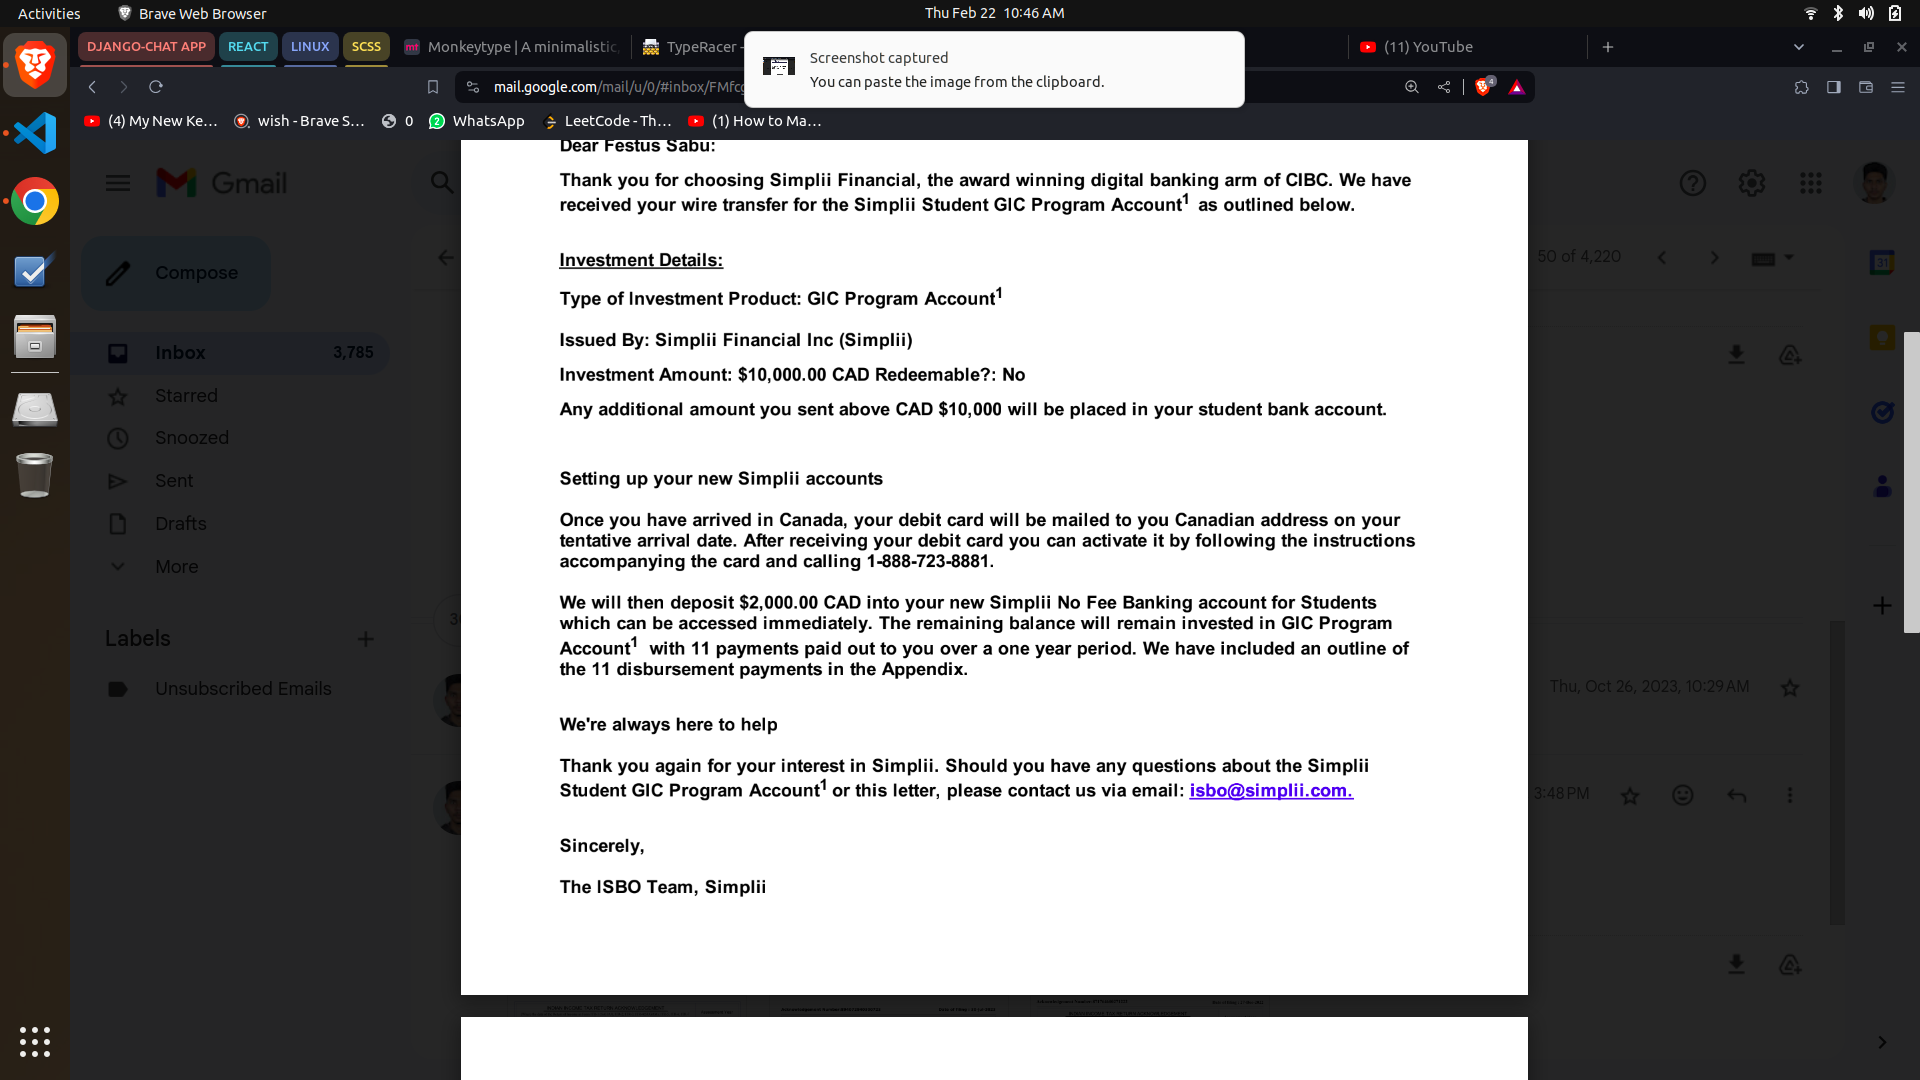 Activities
Brave Web Browser
Thu Feb 22 10:46 AM
DJANGO-CHAT APP
REACT
LINUX
SCSS
Monkeytype | A minimalistic,
TypeRacer -
(11) YouTube
Screenshot captured
You can paste the image from the clipboard.
mail.google.com/mail/u/0/#inbox/FMfcg
4
(4) My New Ke...
wish - Brave S...
0
WhatsApp
LeetCode - Th...
(1) How to Ma...
Gmail
Compose
Inbox 3,785
Starred
Snoozed
Sent
Drafts
More
Labels
Unsubscribed Emails
50 of 4,220
Thu, Oct 26, 2023, 10:29 AM
3:48 PM
Dear Festus Sabu:
Thank you for choosing Simplii Financial, the award winning digital banking arm of CIBC. We have
received your wire transfer for the Simplii Student GIC Program Account1 as outlined below.
Investment Details:
Type of Investment Product: GIC Program Account1
Issued By: Simplii Financial Inc (Simplii)
Investment Amount: $10,000.00 CAD Redeemable?: No
Any additional amount you sent above CAD $10,000 will be placed in your student bank account.
Setting up your new Simplii accounts
Once you have arrived in Canada, your debit card will be mailed to you Canadian address on your
tentative arrival date. After receiving your debit card you can activate it by following the instructions
accompanying the card and calling 1-888-723-8881.
We will then deposit $2,000.00 CAD into your new Simplii No Fee Banking account for Students
which can be accessed immediately. The remaining balance will remain invested in GIC Program
Account1 with 11 payments paid out to you over a one year period. We have included an outline of
the 11 disbursement payments in the Appendix.
We're always here to help
Thank you again for your interest in Simplii. Should you have any questions about the Simplii
Student GIC Program Account1 or this letter, please contact us via email: isbo@simplii.com.
Sincerely,
The ISBO Team, Simplii